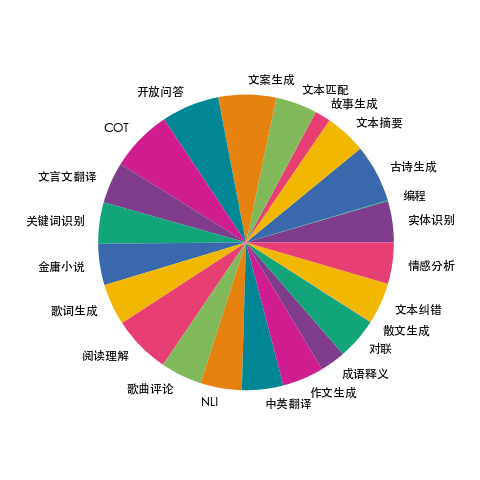 文案生成
文本匹配
故事生成
文本摘要
古诗生成
编程
实体识别
情感分析
文本纠错
散文生成
对联
成语释义
作文生成
中英翻译
NLI
歌曲评论
阅读理解
歌词生成
金庸小说
关键词识别
文言文翻译
COT
开放问答